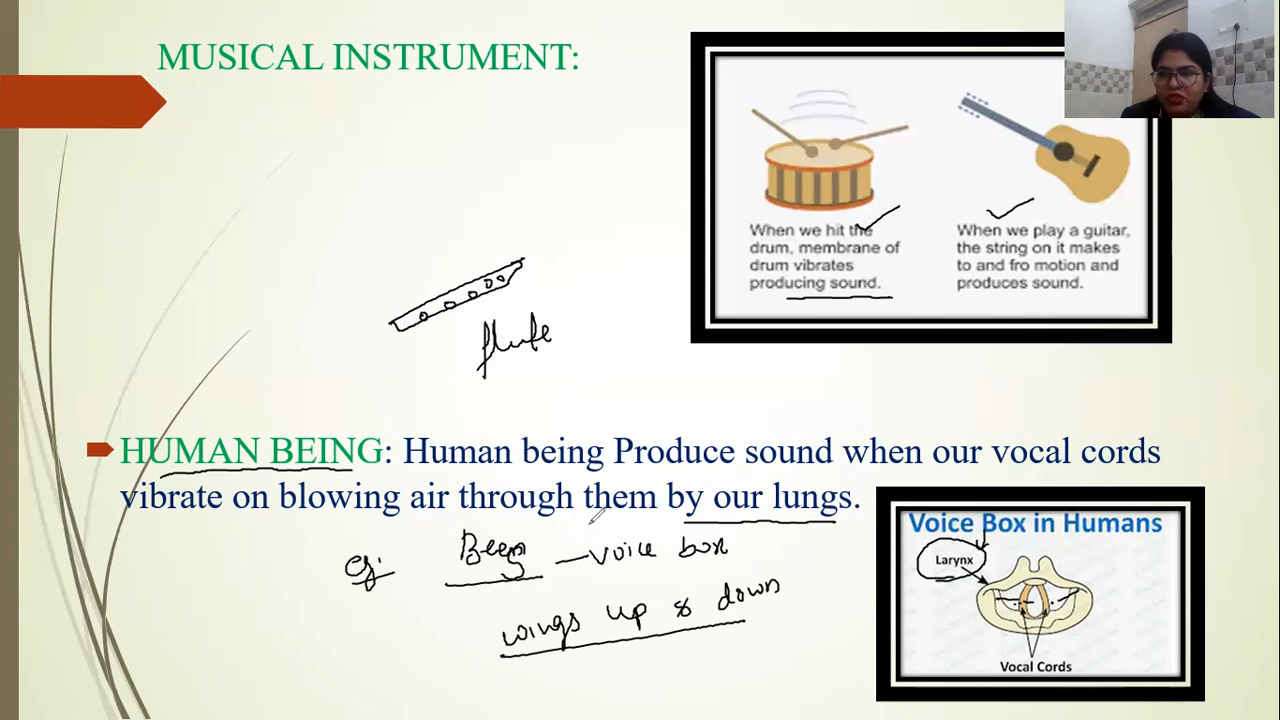 MUSICAL INSTRUMENT:
When we hit the
drum, membrane of
drum vibrates
producing sound.
When we play a guitar,
the string on it makes
to and fro motion and
produces sound.
flute
HUMAN BEING: Human being Produce sound when our vocal cords
vibrate on blowing air through them by our lungs.
eg: Bees — voice box
wings up & down
Voice Box in Humans
Larynx
Vocal Cords